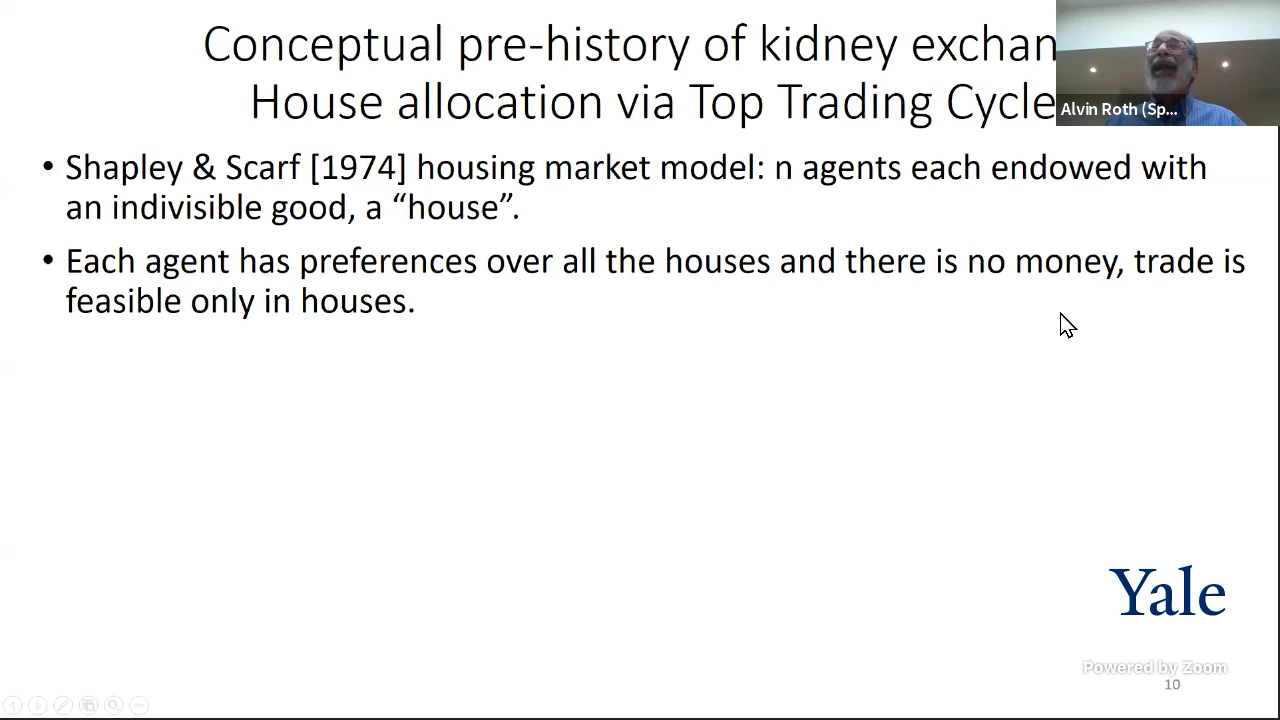 Conceptual pre-history of kidney exchan
House allocation via Top Trading Cycle
Alvin Roth (Sp...
• Shapley & Scarf [1974] housing market model: n agents each endowed with
an indivisible good, a “house”.
• Each agent has preferences over all the houses and there is no money, trade is
feasible only in houses.
Yale
Powered by Zoom
10